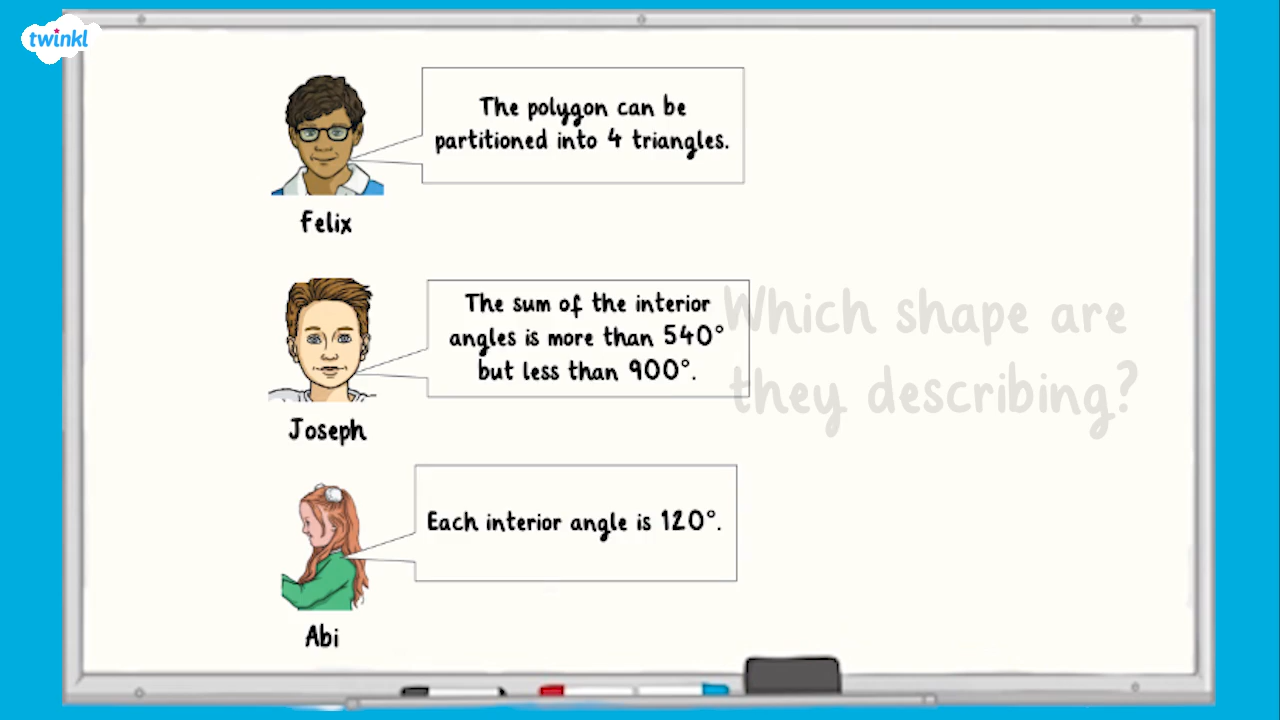 twinkl
The polygon can be
partitioned into 4 triangles.
Felix
The sum of the interior
angles is more than 540°
but less than 900°.
Joseph
Which shape are
they describing?
Each interior angle is 120°.
Abi